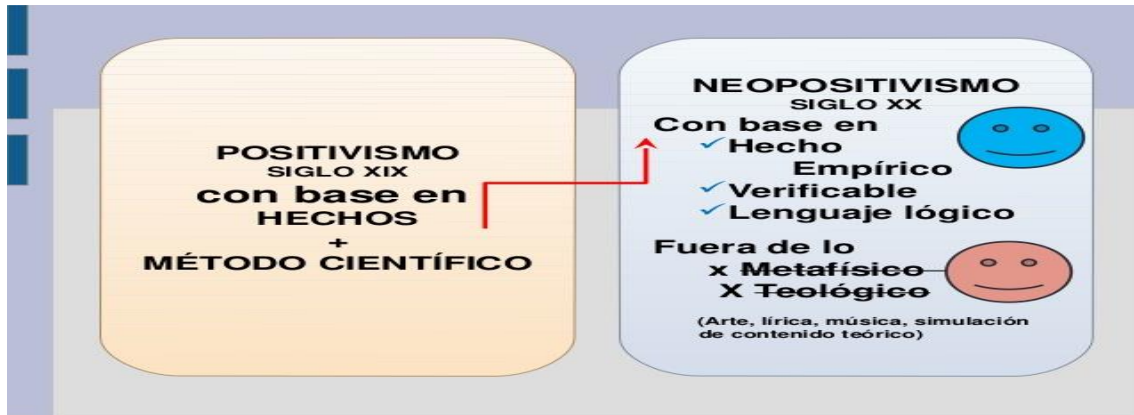 POSITIVISMO
SIGLO XIX
con base en
HECHOS
+
MÉTODO CIENTÍFICO
NEOPOSITIVISMO
SIGLO XX
Con base en
✓Hecho
Empírico
✓Verificable
✓Lenguaje lógico
Fuera de lo
x Metafísico
X Teológico
(Arte, lírica, música, simulación
de contenido teórico)